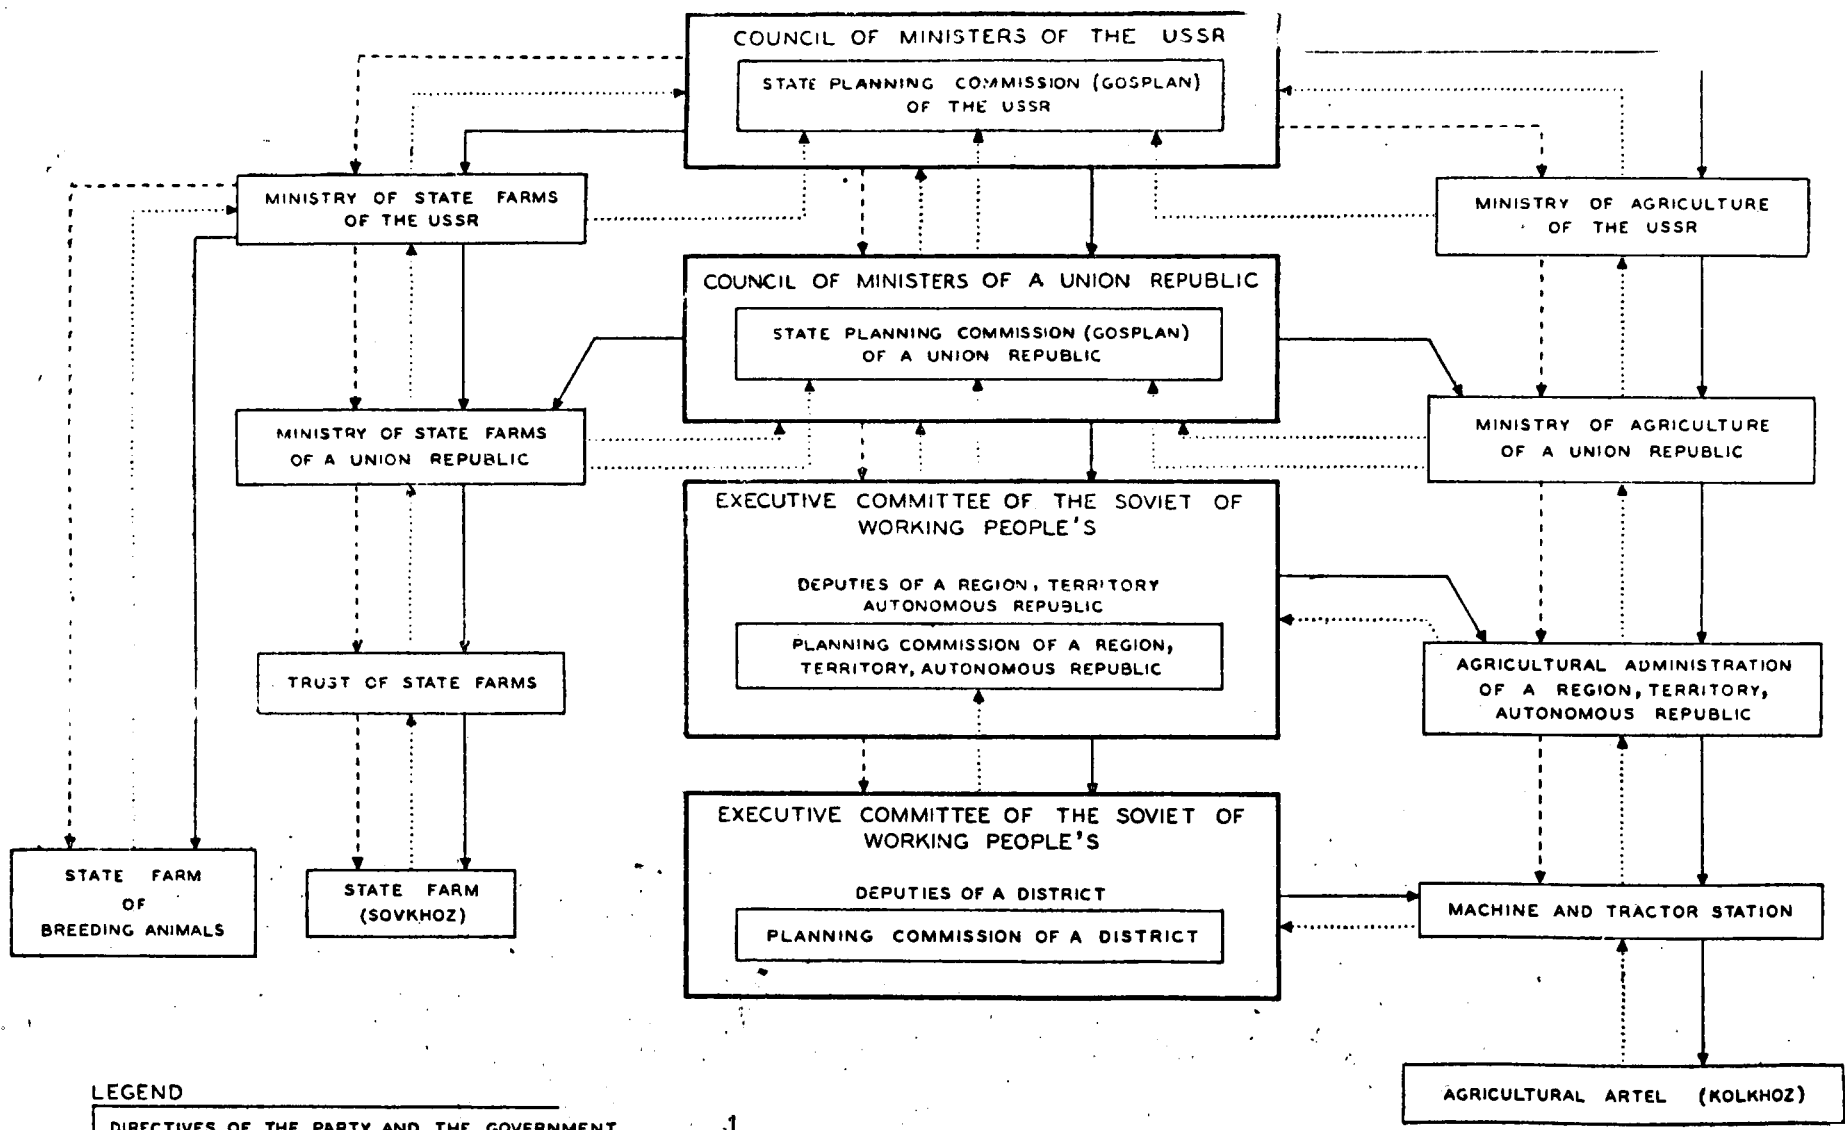 COUNCIL OF MINISTERS OF THE USSR
STATE PLANNING COMMISSION (GOSPLAN)
OF THE USSR
MINISTRY OF STATE FARMS
OF THE USSR
MINISTRY OF AGRICULTURE
OF THE USSR
COUNCIL OF MINISTERS OF A UNION REPUBLIC
STATE PLANNING COMMISSION (GOSPLAN)
OF A UNION REPUBLIC
MINISTRY OF STATE FARMS
OF A UNION REPUBLIC
MINISTRY OF AGRICULTURE
OF A UNION REPUBLIC
EXECUTIVE COMMITTEE OF THE SOVIET OF
WORKING PEOPLE'S
DEPUTIES OF A REGION, TERRITORY
AUTONOMOUS REPUBLIC
PLANNING COMMISSION OF A REGION,
TERRITORY, AUTONOMOUS REPUBLIC
TRUST OF STATE FARMS
AGRICULTURAL ADMINISTRATION
OF A REGION, TERRITORY,
AUTONOMOUS REPUBLIC
EXECUTIVE COMMITTEE OF THE SOVIET OF
WORKING PEOPLE'S
DEPUTIES OF A DISTRICT
PLANNING COMMISSION OF A DISTRICT
STATE FARM
OF
BREEDING ANIMALS
STATE FARM
(SOVKHOZ)
MACHINE AND TRACTOR STATION
AGRICULTURAL ARTEL (KOLKHOZ)
LEGEND
DIRECTIVES OF THE PARTY AND THE GOVERNMENT